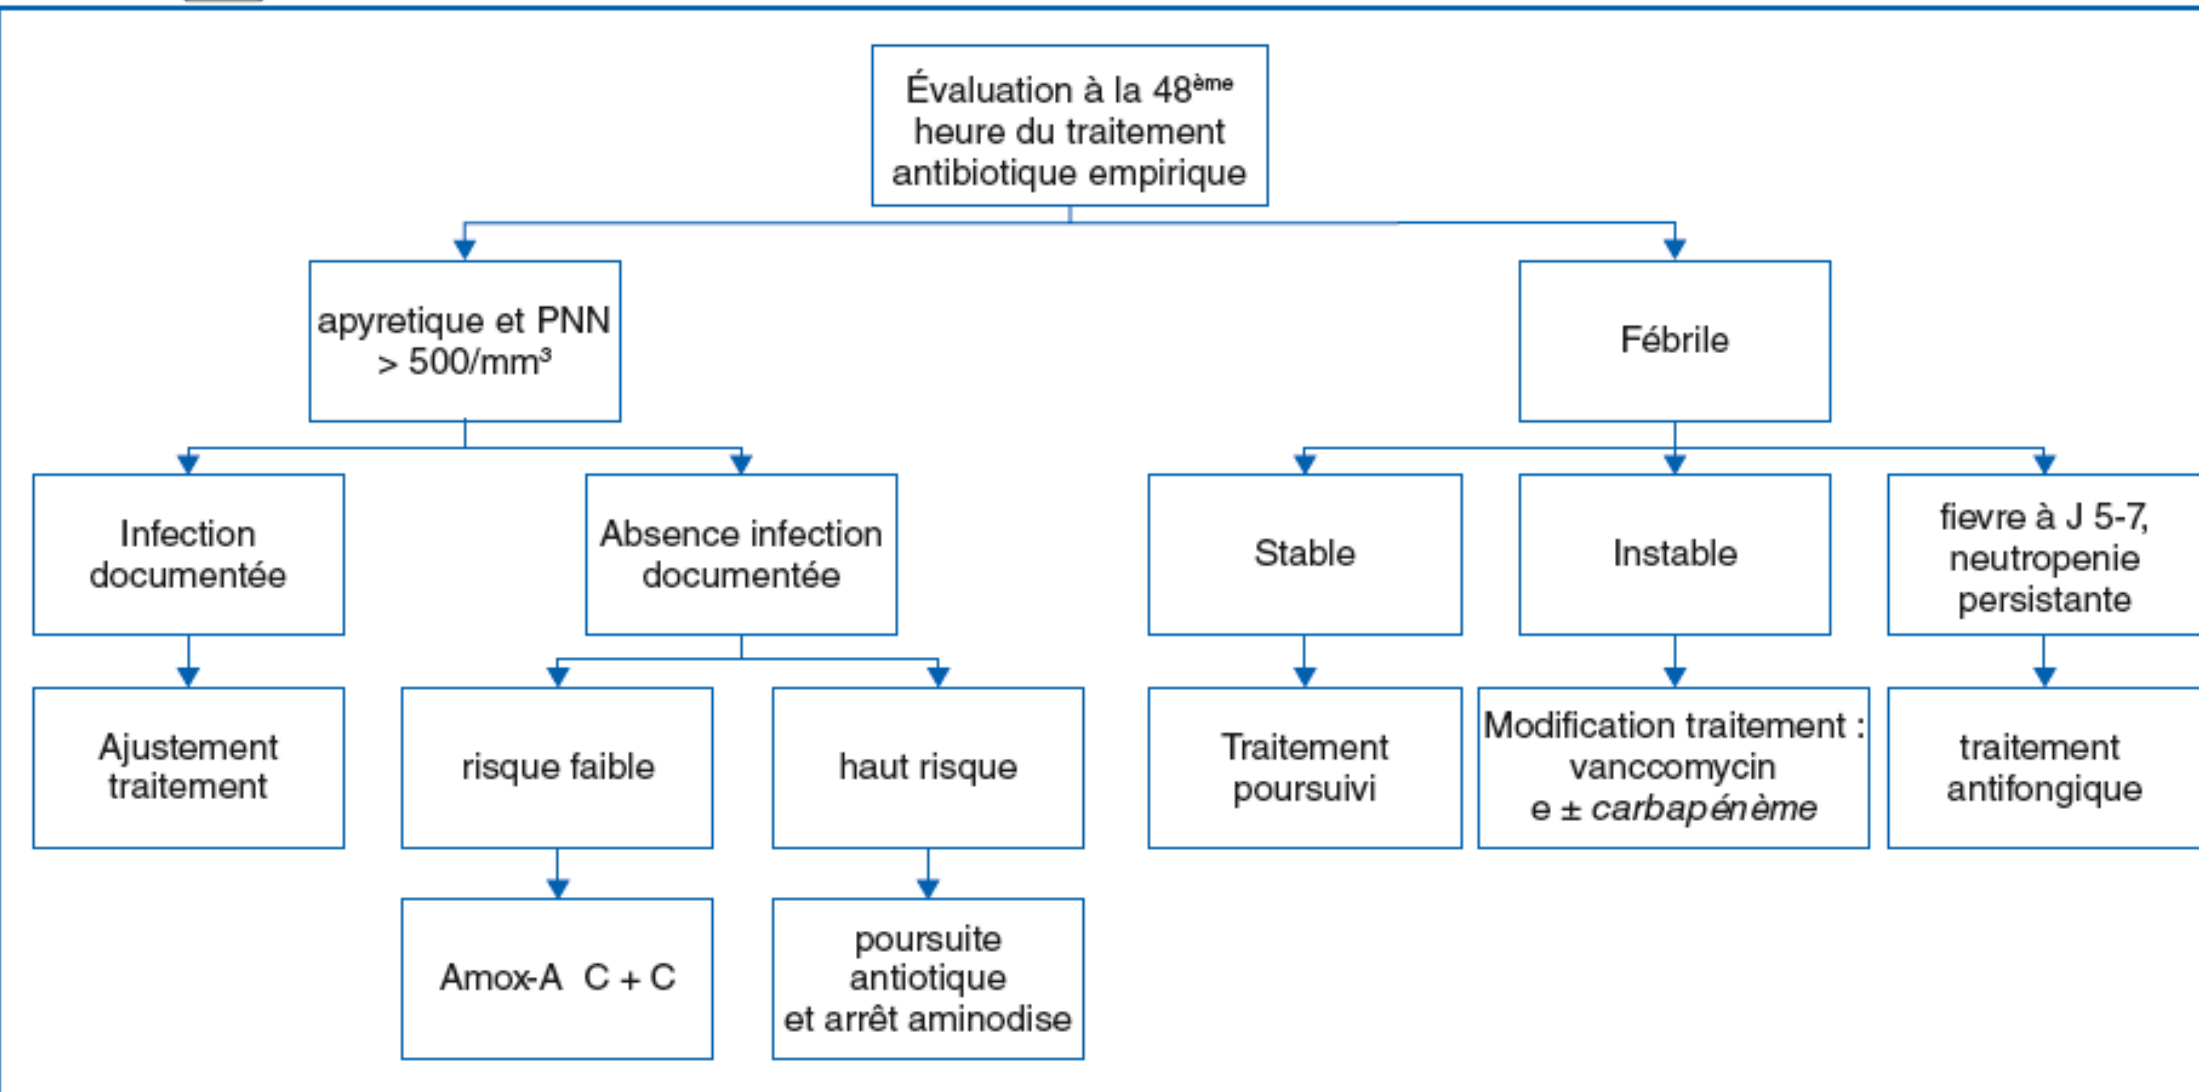 Évaluation à la 48ème
heure du traitement
antibiotique empirique
apyretique et PNN
> 500/mm³
Fébrile
Infection
documentée
Absence infection
documentée
Stable
Instable
fievre à J 5-7,
neutropenie
persistante
Ajustement
traitement
risque faible
haut risque
Traitement
poursuivi
Modification traitement :
vanccomycin
e ± carbapénème
traitement
antifongique
Amox-A C + C
poursuite
antiotique
et arrêt aminodise